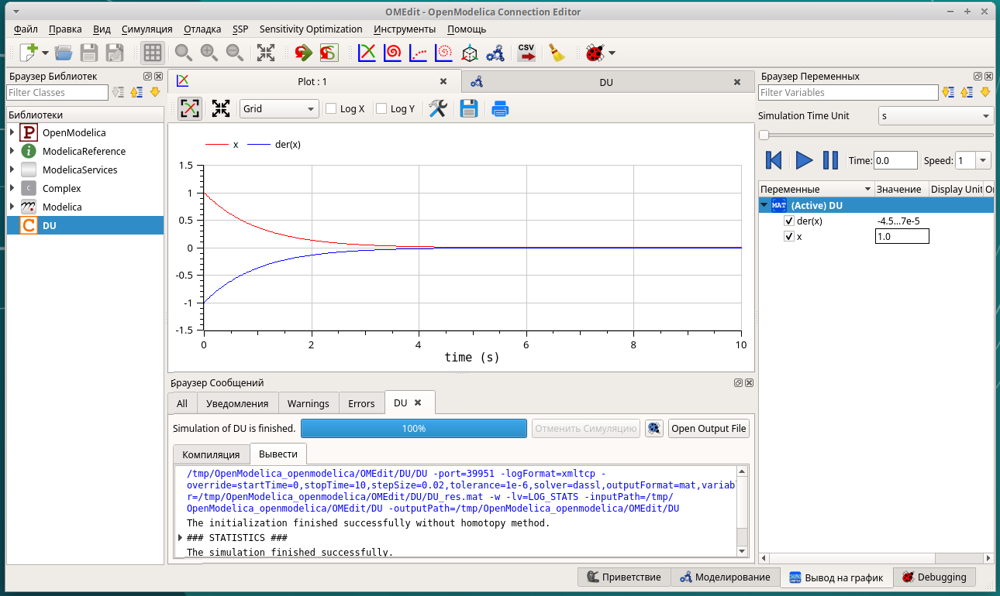 OMEdit - OpenModelica Connection Editor
Файл Правка Вид Симуляция Отладка SSP Sensitivity Optimization Инструменты Помощь
CSV
Браузер Библиотек
Filter Classes
Библиотеки
P OpenModelica
i ModelicaReference
ModelicaServices
C Complex
Modelica
C DU
Plot : 1 DU
Grid Log X Log Y
x der(x)
1.5
1
0.5
0
-0.5
-1
-1.5
0 2 4 6 8 10
time (s)
Браузер Сообщений
All Уведомления Warnings Errors DU
Simulation of DU is finished. 100% Отменить Симуляцию Open Output File
Компиляция Вывести
/tmp/OpenModelica_openmodelica/OMEdit/DU/DU -port=39951 -logFormat=xmltcp -
override=startTime=0,stopTime=10,stepSize=0.02,tolerance=1e-6,solver=dassl,outputFormat=mat,variabl
r=/tmp/OpenModelica_openmodelica/OMEdit/DU/DU_res.mat -w -lv=LOG_STATS -inputPath=/tmp/
OpenModelica_openmodelica/OMEdit/DU -outputPath=/tmp/OpenModelica_openmodelica/OMEdit/DU
The initialization finished successfully without homotopy method.
### STATISTICS ###
The simulation finished successfully.
Браузер Переменных
Filter Variables
Simulation Time Unit s
Time: 0.0 Speed: 1
Переменные Значение Display Unit
MAT (Active) DU
der(x) -4.5...7e-5
x 1.0
Приветствие Моделирование Вывод на график Debugging